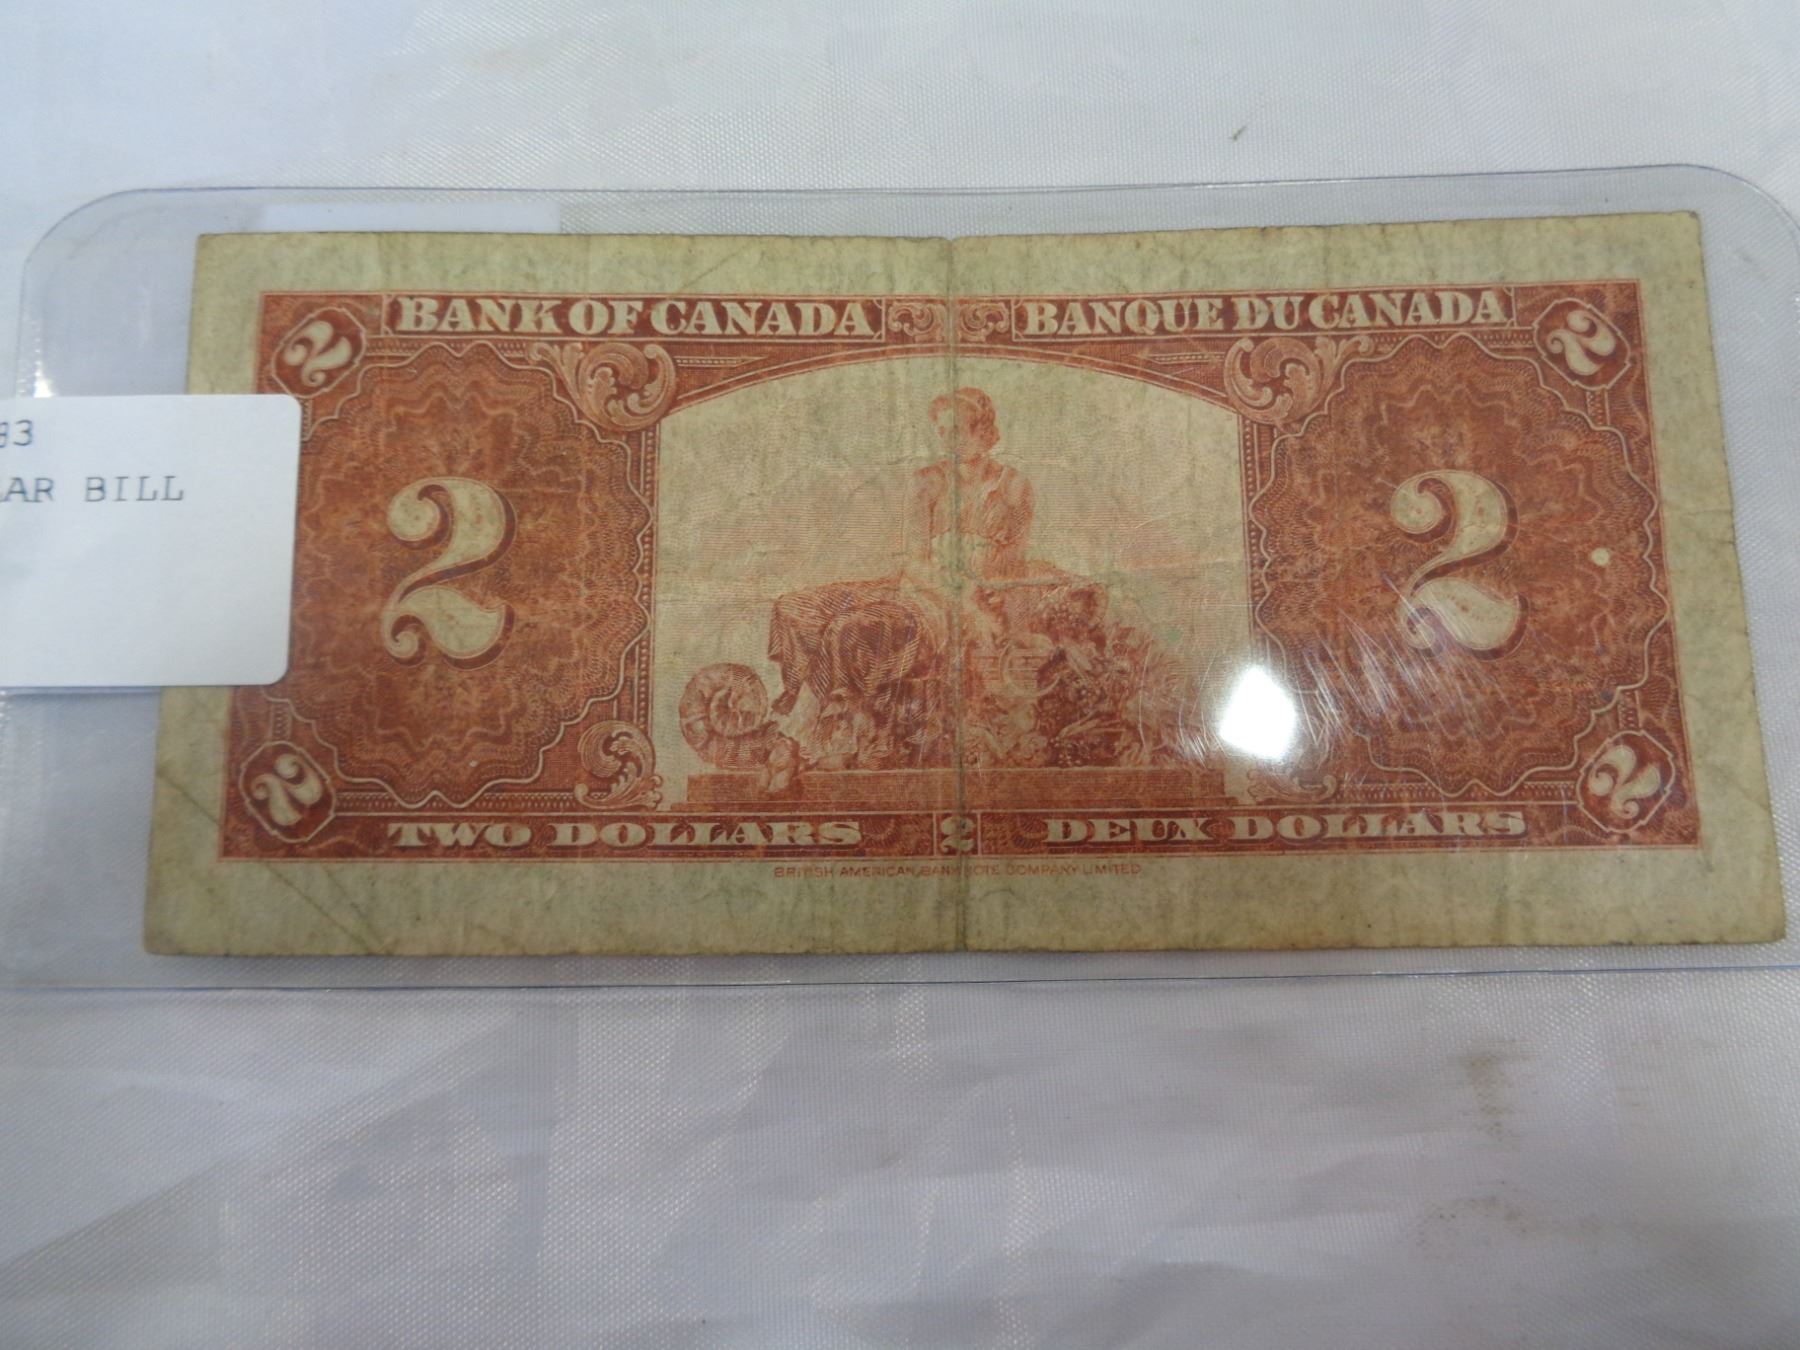 BANK OF CANADA BANQUE DU CANADA
2 2
83
AR BILL
2 2
2 2
TWO DOLLARS 2 DEUX DOLLARS
BRITISH AMERICAN BANK NOTE COMPANY LIMITED